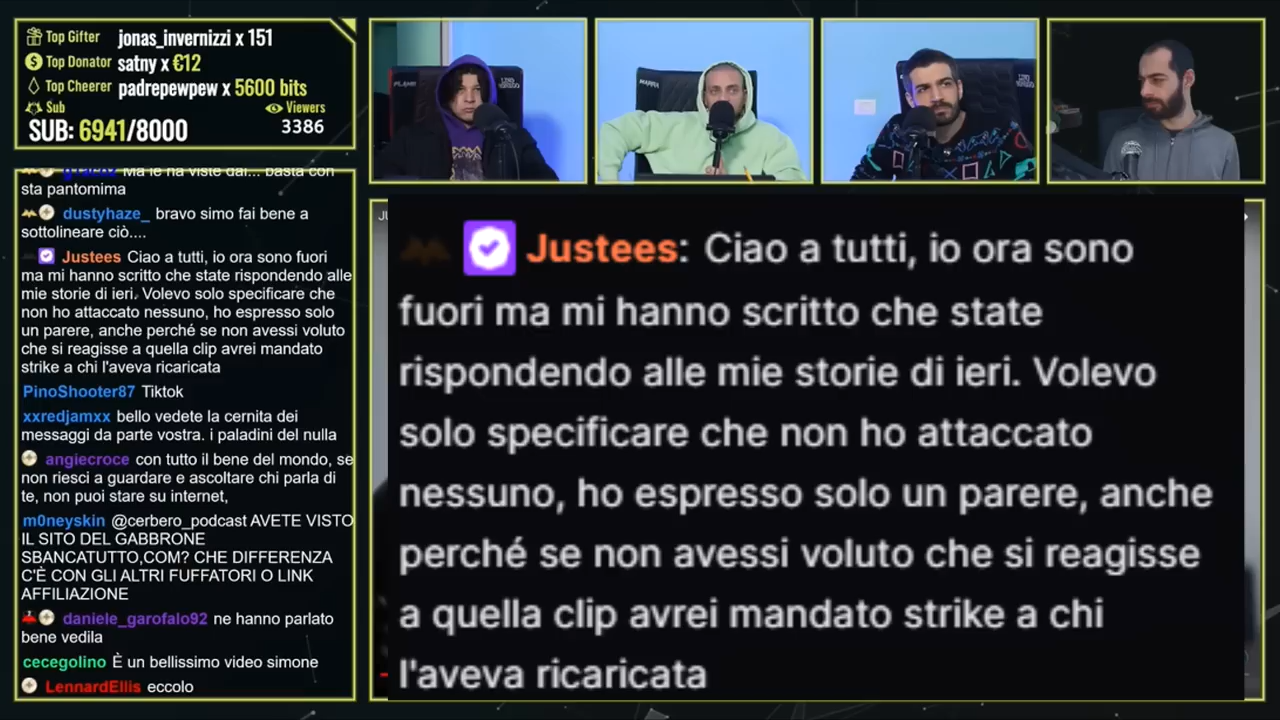 Top Gifter jonas_invernizzi x 151
Top Donator satny x €12
Top Cheerer padrepewpew x 5600 bits
Sub
Viewers
SUB: 6941/8000
3386
Ma le ha viste dai... basta con
sta pantomima
dustyhaze_ bravo simo fai bene a
sottolineare ciò....
Justees Ciao a tutti, io ora sono fuori
ma mi hanno scritto che state rispondendo alle
mie storie di ieri. Volevo solo specificare che
non ho attaccato nessuno, ho espresso solo
un parere, anche perché se non avessi voluto
che si reagisse a quella clip avrei mandato
strike a chi l'aveva ricaricata
PinoShooter87 Tiktok
xxredjamxx bello vedete la cernita dei
messaggi da parte vostra. i paladini del nulla
angiecroce con tutto il bene del mondo, se
non riesci a guardare e ascoltare chi parla di
te, non puoi stare su internet,
m0neyskin @cerbero_podcast AVETE VISTO
IL SITO DEL GABBRONE
SBANCATUTTO,COM? CHE DIFFERENZA
C'È CON GLI ALTRI FUFFATORI O LINK
AFFILIAZIONE
daniele_garofalo92 ne hanno parlato
bene vedila
cecegolino È un bellissimo video simone
LennardEllis eccolo
Justees: Ciao a tutti, io ora sono
fuori ma mi hanno scritto che state
rispondendo alle mie storie di ieri. Volevo
solo specificare che non ho attaccato
nessuno, ho espresso solo un parere, anche
perché se non avessi voluto che si reagisse
a quella clip avrei mandato strike a chi
l'aveva ricaricata